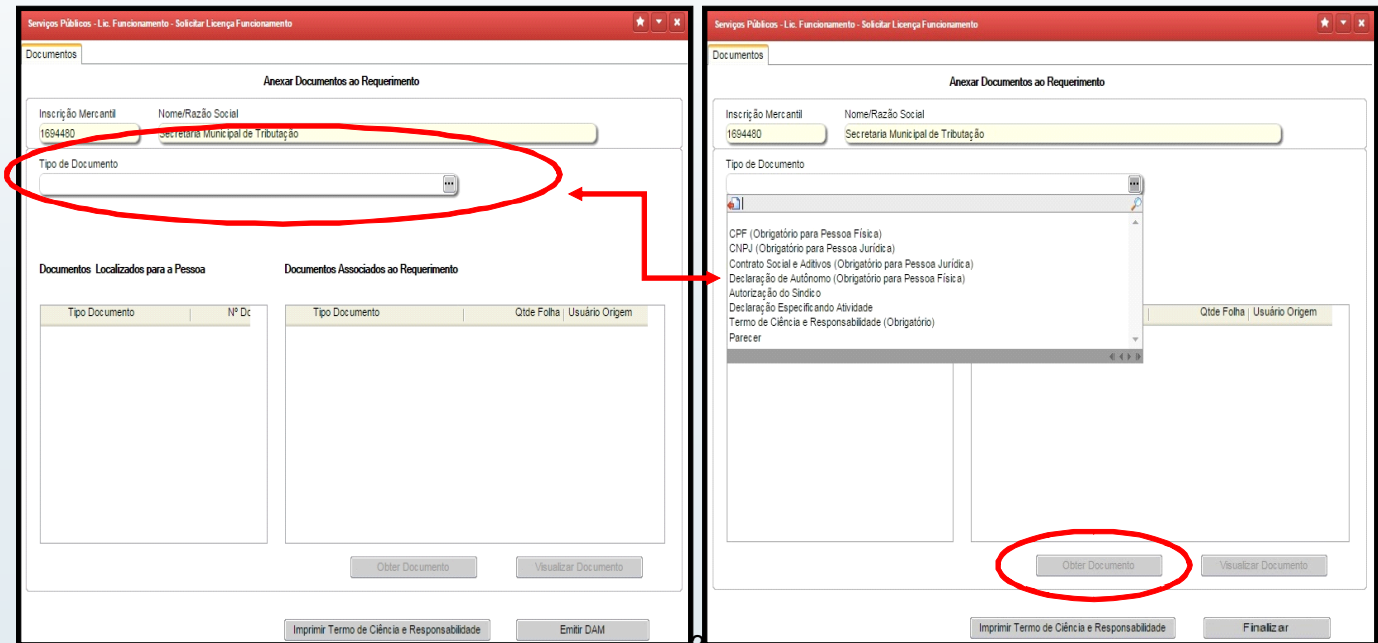 Serviços Públicos - Lic. Funcionamento - Solicitar Licença Funcionamento
Documentos
Anexar Documentos ao Requerimento
Inscrição Mercantil Nome/Razão Social
1694480 Secretaria Municipal de Tributação
Tipo de Documento
Documentos Localizados para a Pessoa Documentos Associados ao Requerimento
Tipo Documento Nº Dc Tipo Documento Qtde Folha Usuário Origem
Obter Documento Visualizar Documento
Imprimir Termo de Ciência e Responsabilidade Emitir DAM
Serviços Públicos - Lic. Funcionamento - Solicitar Licença Funcionamento
Documentos
Anexar Documentos ao Requerimento
Inscrição Mercantil Nome/Razão Social
1694480 Secretaria Municipal de Tributação
Tipo de Documento
CPF (Obrigatório para Pessoa Física)
CNPJ (Obrigatório para Pessoa Jurídica)
Contrato Social e Aditivos (Obrigatório para Pessoa Jurídica)
Declaração de Autônomo (Obrigatório para Pessoa Física)
Autorização do Sindico
Declaração Especificando Atividade
Termo de Ciência e Responsabilidade (Obrigatório)
Parecer
Qtde Folha Usuário Origem
Obter Documento Visualizar Documento
Imprimir Termo de Ciência e Responsabilidade Finalizar